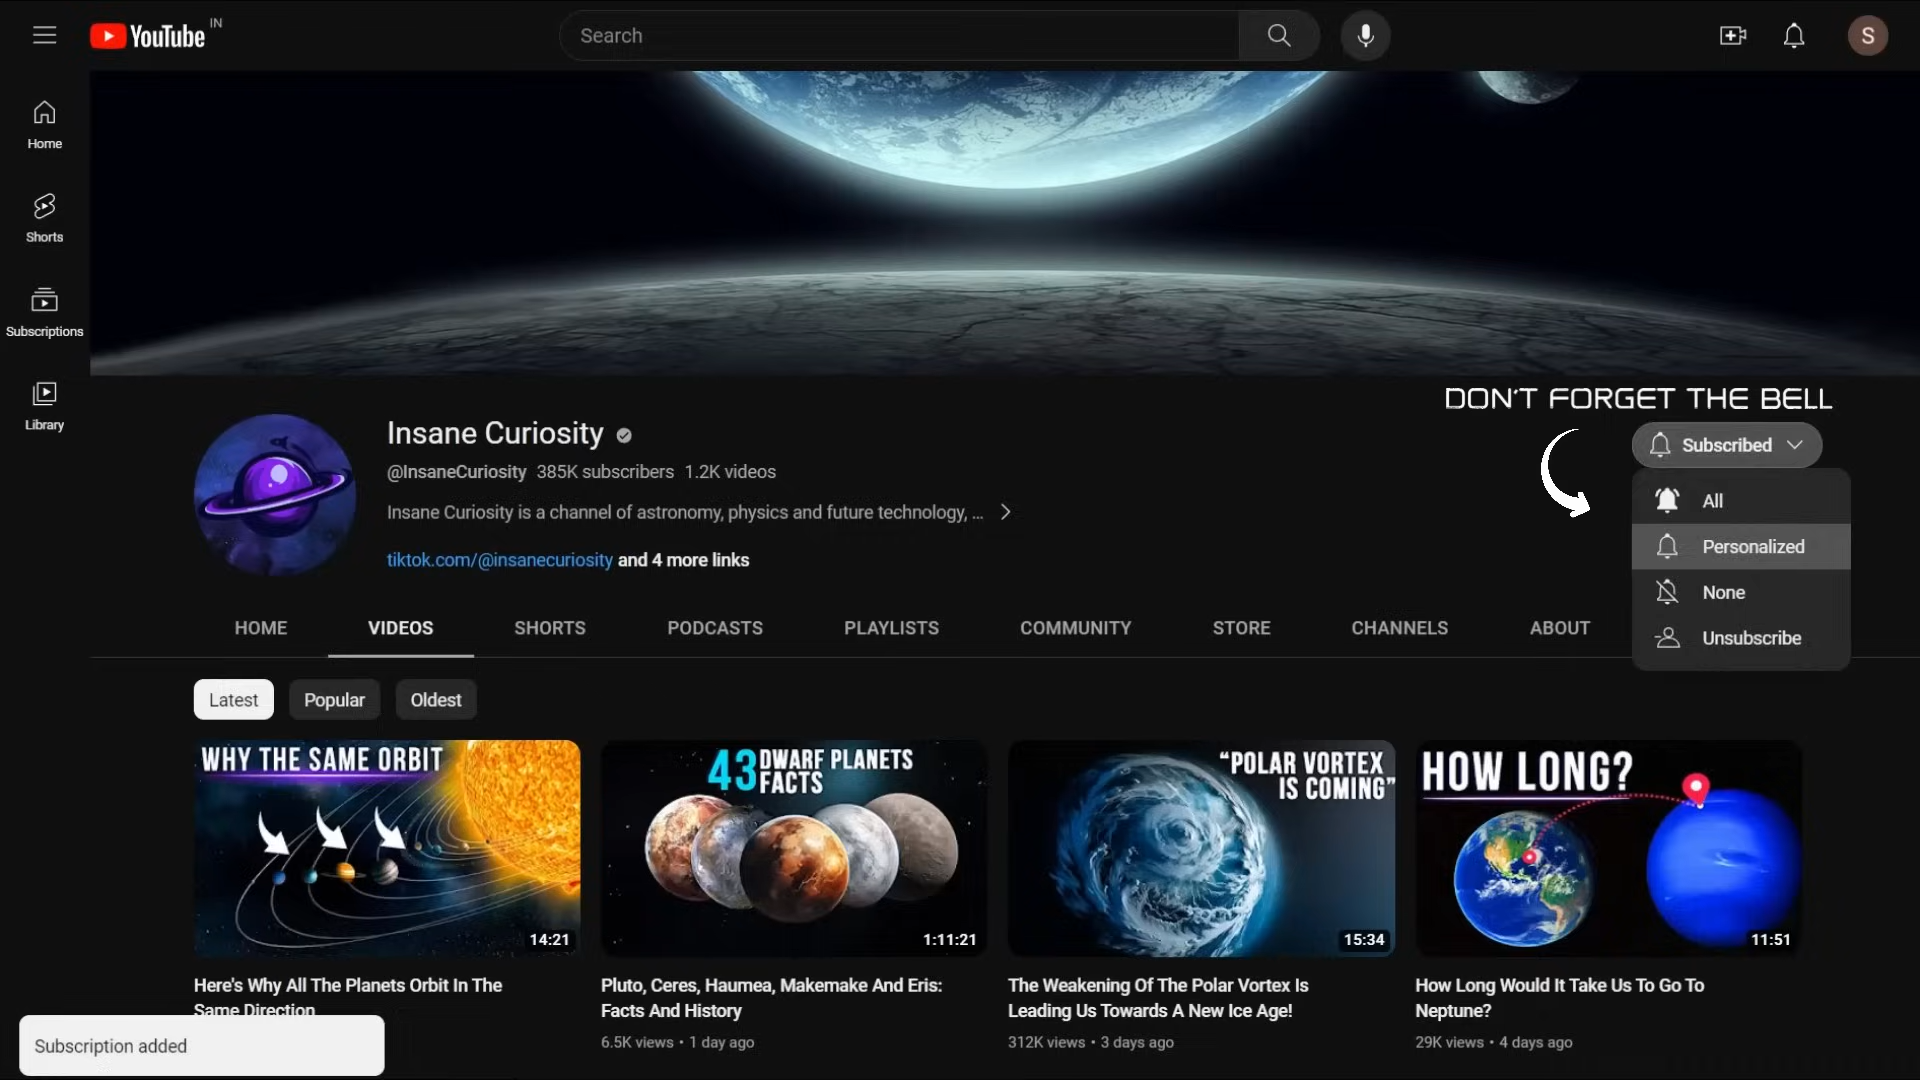 YouTube IN
Search
S
Home
Shorts
Subscriptions
Library
DON'T FORGET THE BELL
Insane Curiosity
@InsaneCuriosity 385K subscribers 1.2K videos
Insane Curiosity is a channel of astronomy, physics and future technology, ...
tiktok.com/@insanecuriosity and 4 more links
Subscribed
All
Personalized
None
Unsubscribe
HOME VIDEOS SHORTS PODCASTS PLAYLISTS COMMUNITY STORE CHANNELS ABOUT
Latest Popular Oldest
WHY THE SAME ORBIT
14:21
Here's Why All The Planets Orbit In The
Same Direction
43 DWARF PLANETS
FACTS
1:11:21
Pluto, Ceres, Haumea, Makemake And Eris:
Facts And History
6.5K views • 1 day ago
“POLAR VORTEX
IS COMING”
15:34
The Weakening Of The Polar Vortex Is
Leading Us Towards A New Ice Age!
312K views • 3 days ago
HOW LONG?
11:51
How Long Would It Take Us To Go To
Neptune?
29K views • 4 days ago
Subscription added